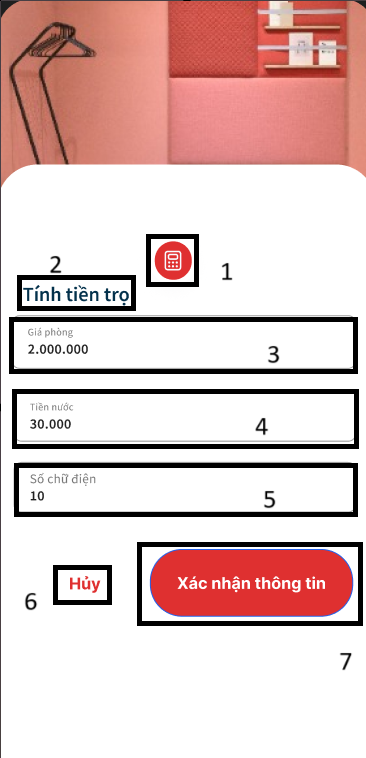 2
1
Tính tiền trọ
Giá phòng
2.000.000
3
Tiền nước
30.000
4
Số chữ điện
10
5
Hủy
Xác nhận thông tin
6
7